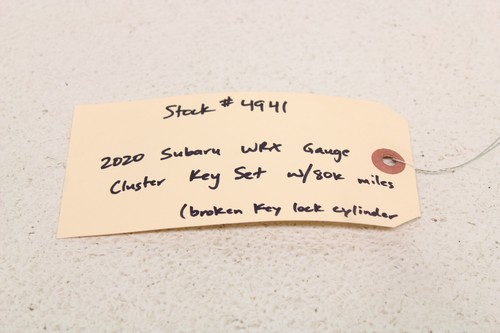 Stock # 4941
2020 Subaru WRX Gauge
Cluster Key Set w/80k miles
(broken key lock cylinder